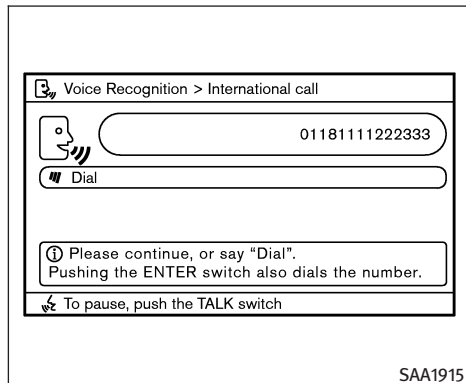 Voice Recognition > International call
01181111222333
Dial
Please continue, or say “Dial”.
Pushing the ENTER switch also dials the number.
To pause, push the TALK switch
SAA1915